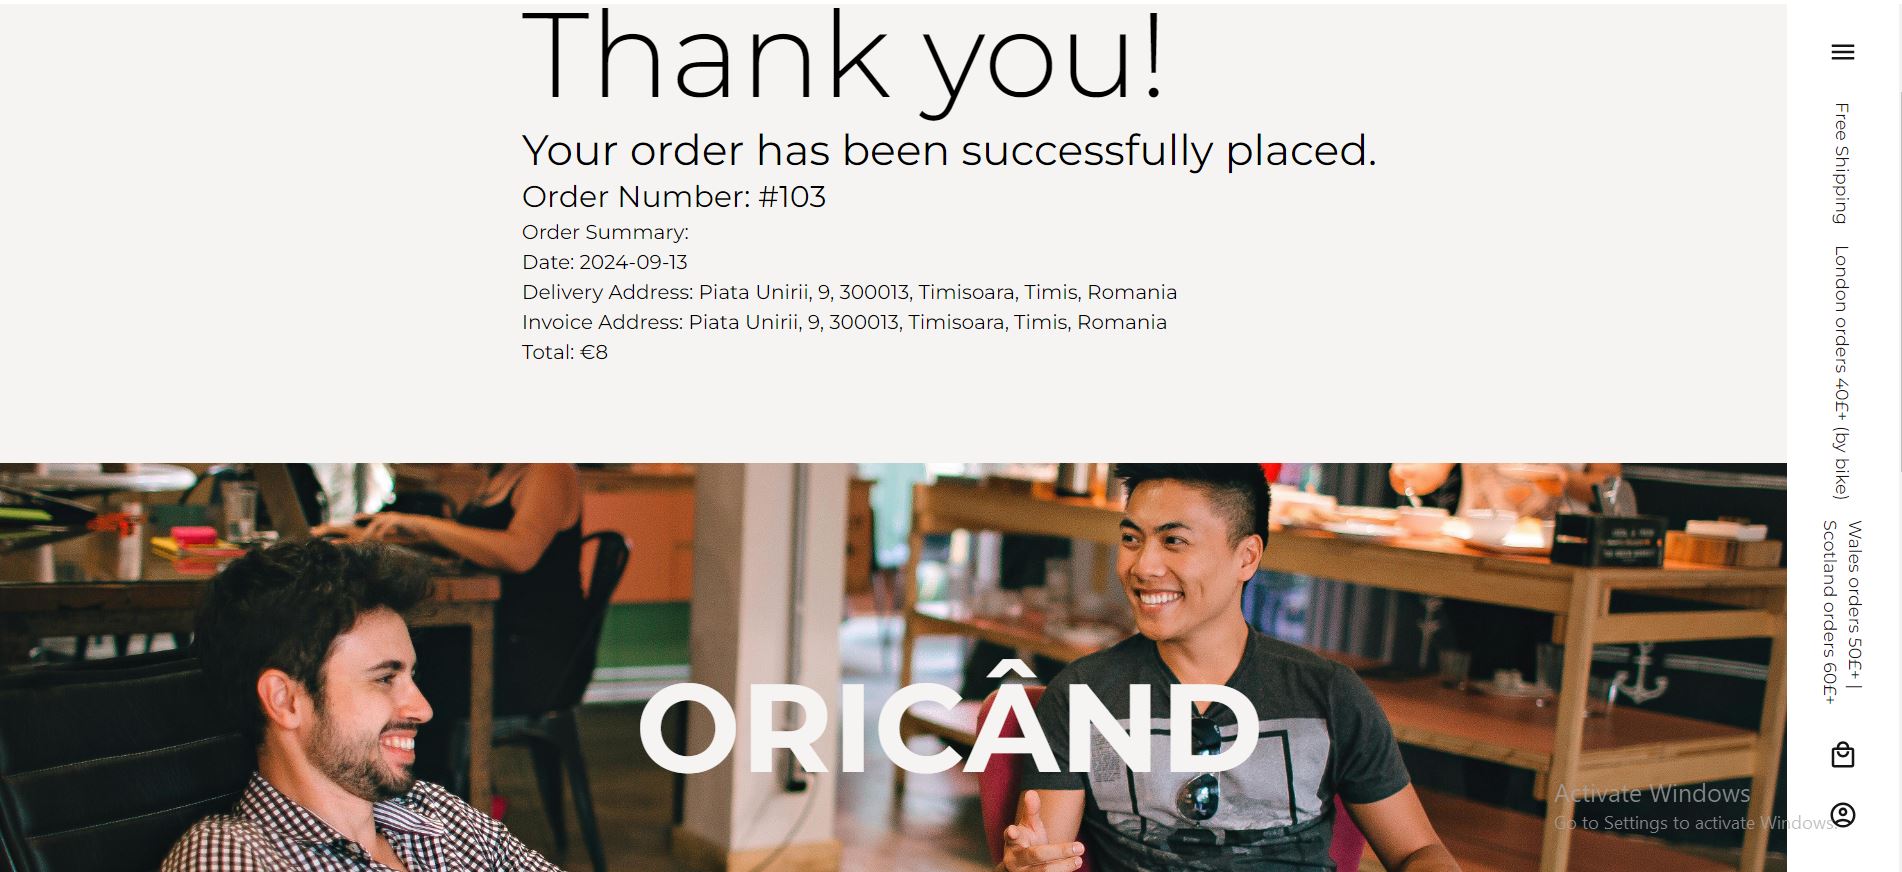 Thank you!
Your order has been successfully placed.
Order Number: #103
Order Summary:
Date: 2024-09-13
Delivery Address: Piata Unirii, 9, 300013, Timisoara, Timis, Romania
Invoice Address: Piata Unirii, 9, 300013, Timisoara, Timis, Romania
Total: €8
ORICÂND
Free Shipping
London orders 40£+ (by bike)
Wales orders 50£+ |
Scotland orders 60£+
Activate Windows
Go to Settings to activate Windows.